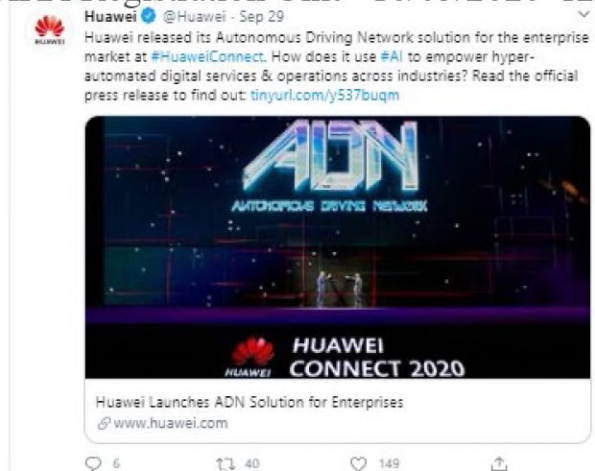 Huawei @Huawei · Sep 29
Huawei released its Autonomous Driving Network solution for the enterprise
market at #HuaweiConnect. How does it use #AI to empower hyper-
automated digital services & operations across industries? Read the official
press release to find out: tinyurl.com/y537buqm
ADN
AUTONOMOUS DRIVING NETWORK
HUAWEI
HUAWEI
CONNECT 2020
HUAWEI
Huawei Launches ADN Solution for Enterprises
www.huawei.com
6 40 149